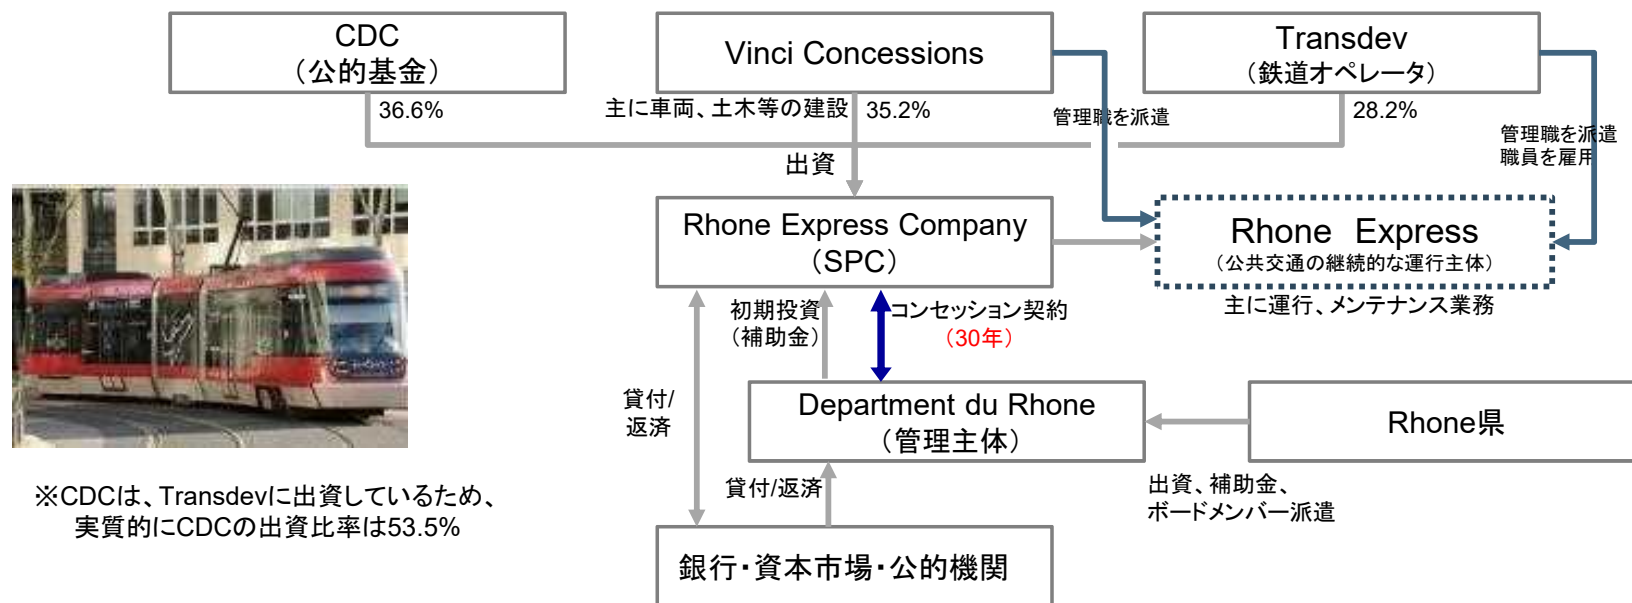 CDC
（公的基金）
Vinci Concessions
Transdev
（鉄道オペレータ）
36.6%
主に車両、土木等の建設
35.2%
管理職を派遣
28.2%
管理職を派遣
職員を雇用
出資
Rhone Express Company
（SPC）
Rhone　Express
（公共交通の継続的な運行主体）
主に運行、メンテナンス業務
初期投資
（補助金）
コンセッション契約
（30年）
貸付/
返済
Department du Rhone
（管理主体）
Rhone県
貸付/返済
出資、補助金、
ボードメンバー派遣
※CDCは、Transdevに出資しているため、
実質的にCDCの出資比率は53.5%
銀行・資本市場・公的機関